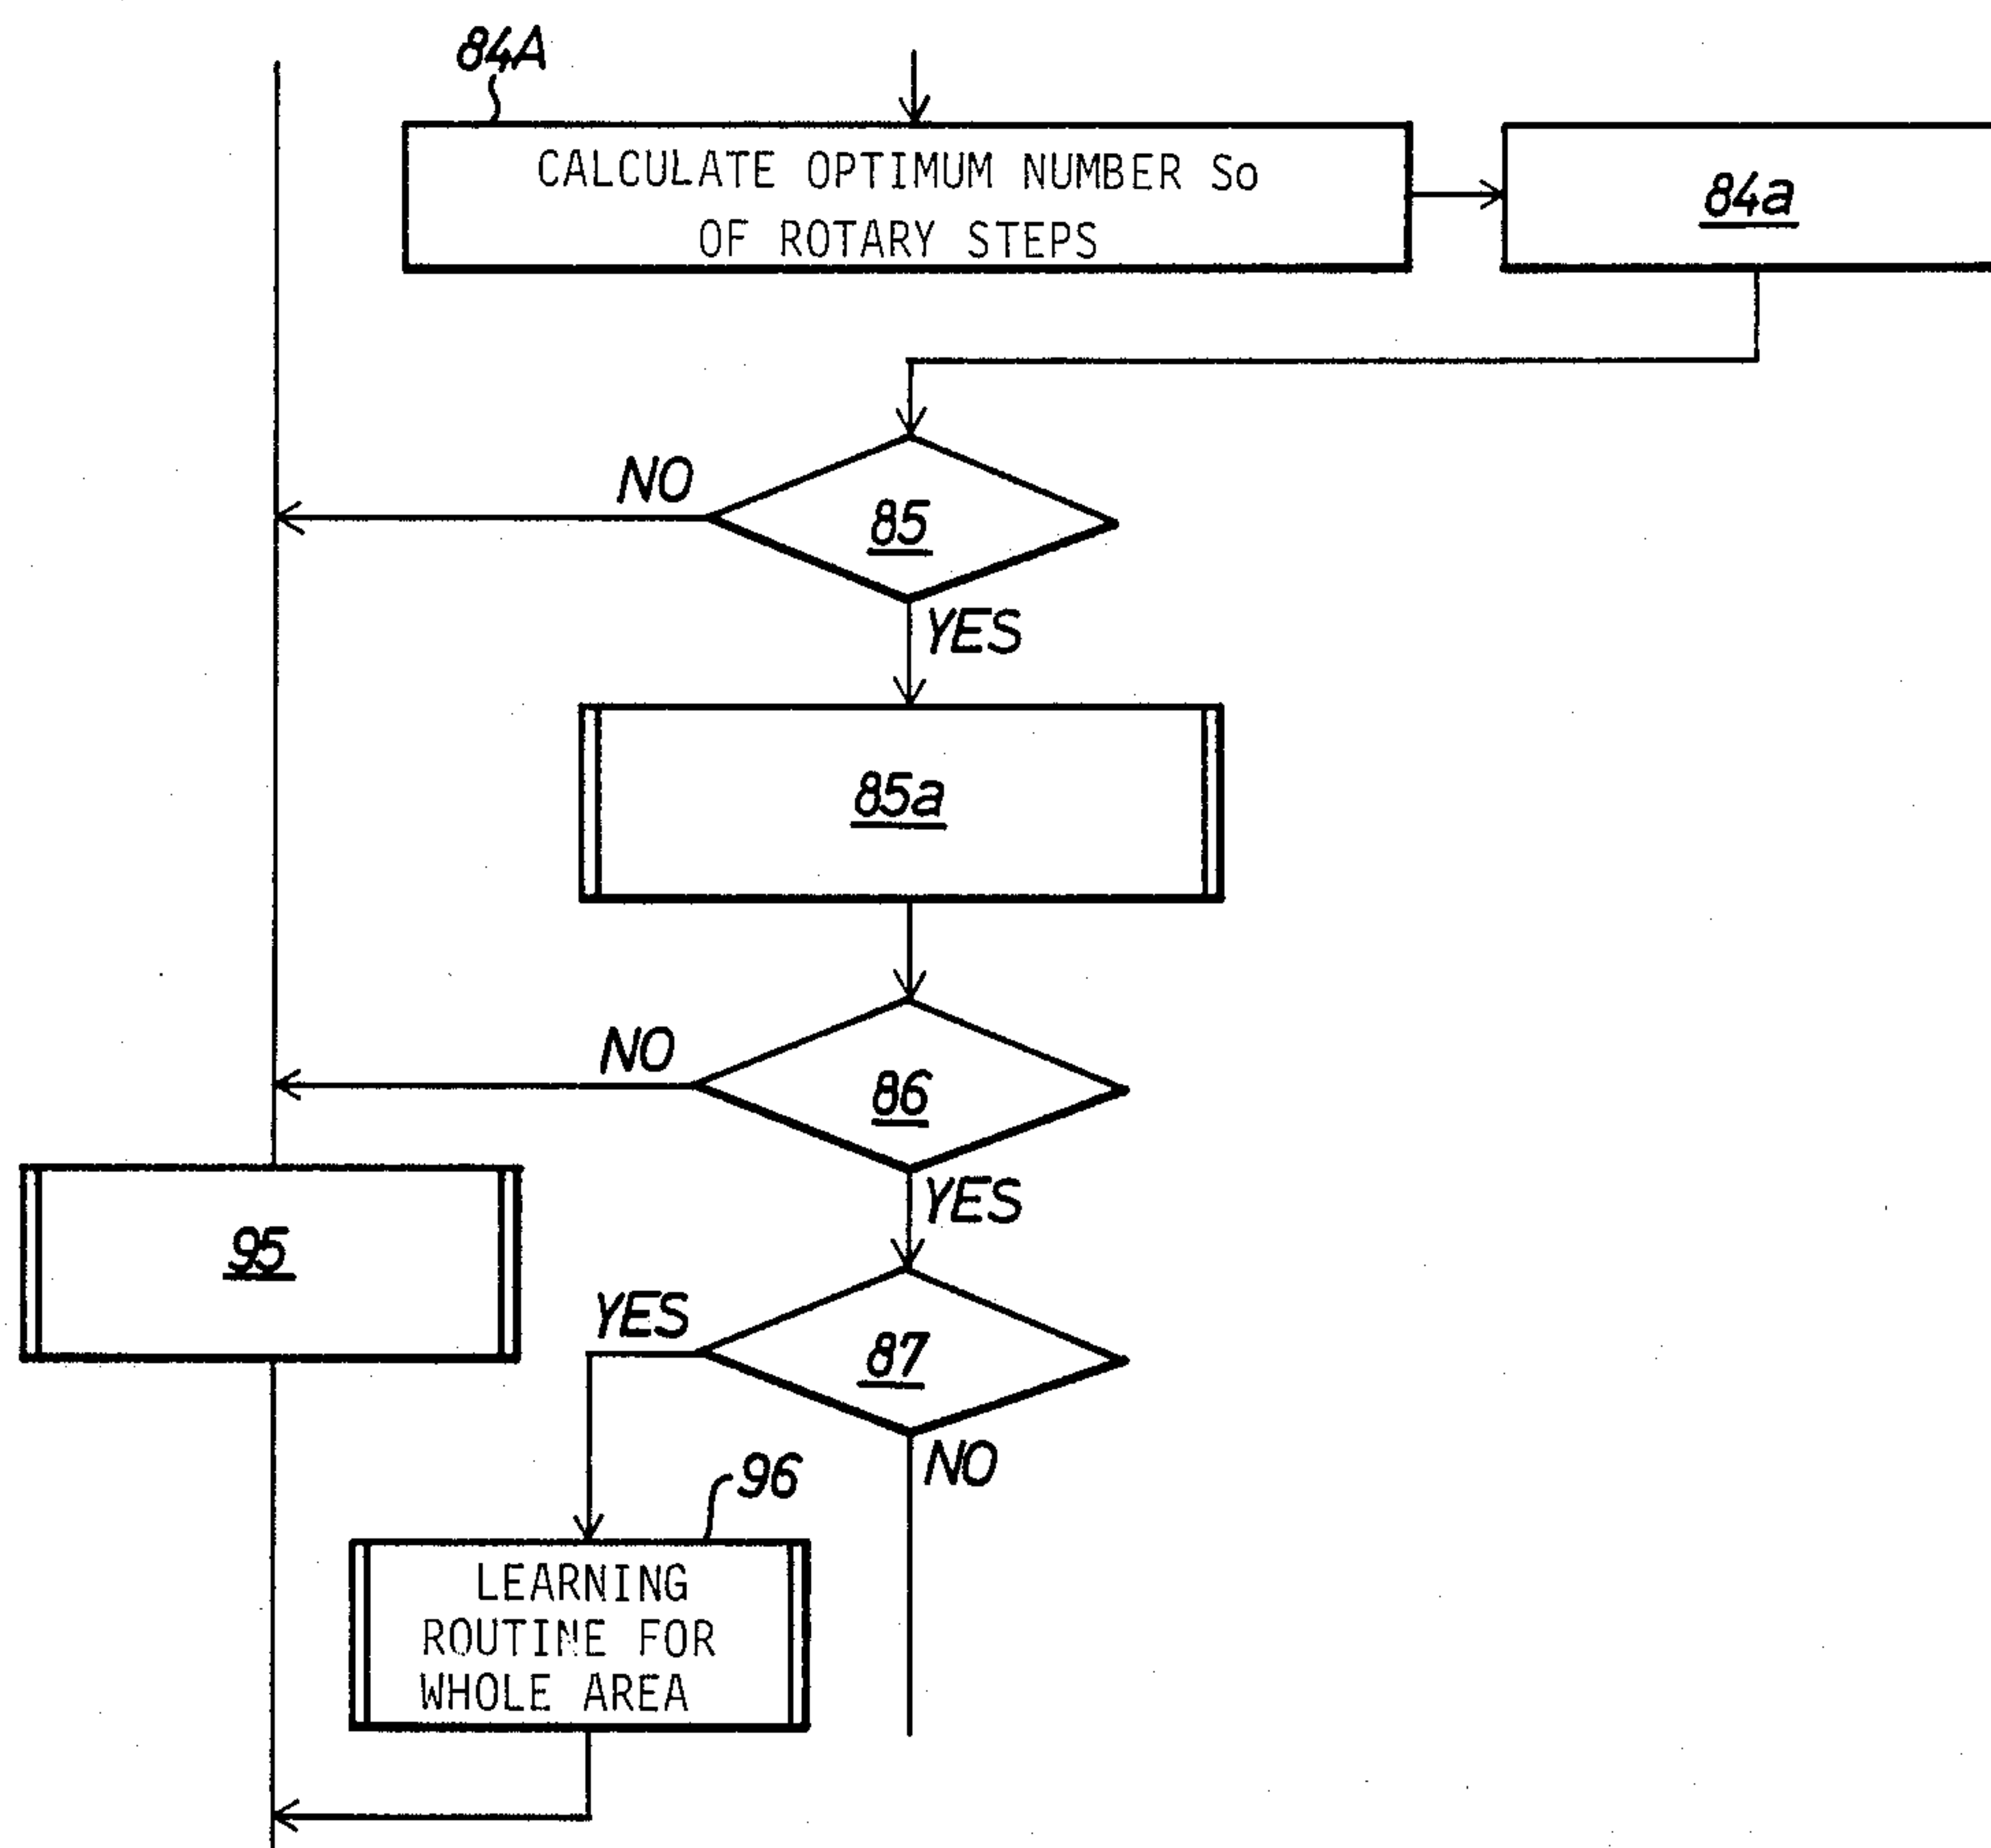 84A
CALCULATE OPTIMUM NUMBER So
OF ROTARY STEPS
84a
NO
85
YES
85a
NO
86
YES
95
YES
87
NO
96
LEARNING
ROUTINE FOR
WHOLE AREA